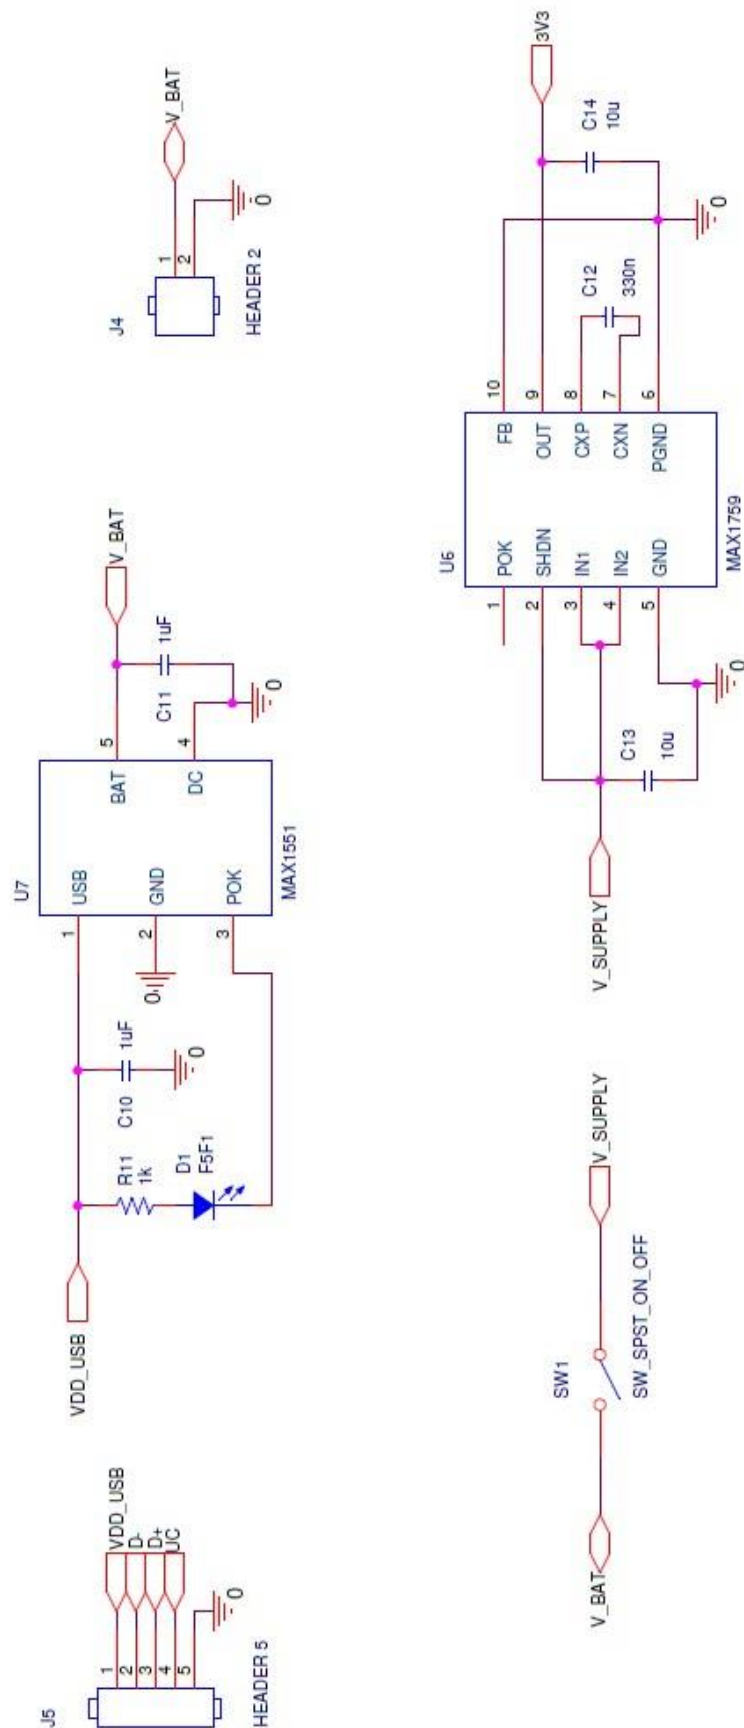 J5
1
2
3
4
5
VDD_USB
D-
D+
UC
0
HEADER 5
VDD_USB
R11
1k
D1
F5F1
C10
1uF
0
0
U7
1
USB
2
GND
3
POK
BAT
5
DC
4
MAX1551
C11
1uF
0
V_BAT
J4
1
2
V_BAT
0
HEADER 2
V_BAT
SW1
SW_SPST_ON_OFF
V_SUPPLY
V_SUPPLY
C13
10u
0
U6
1
POK
2
SHDN
3
IN1
4
IN2
5
GND
FB
10
OUT
9
CXP
8
CXN
7
PGND
6
MAX1759
C12
330n
C14
10u
0
3V3